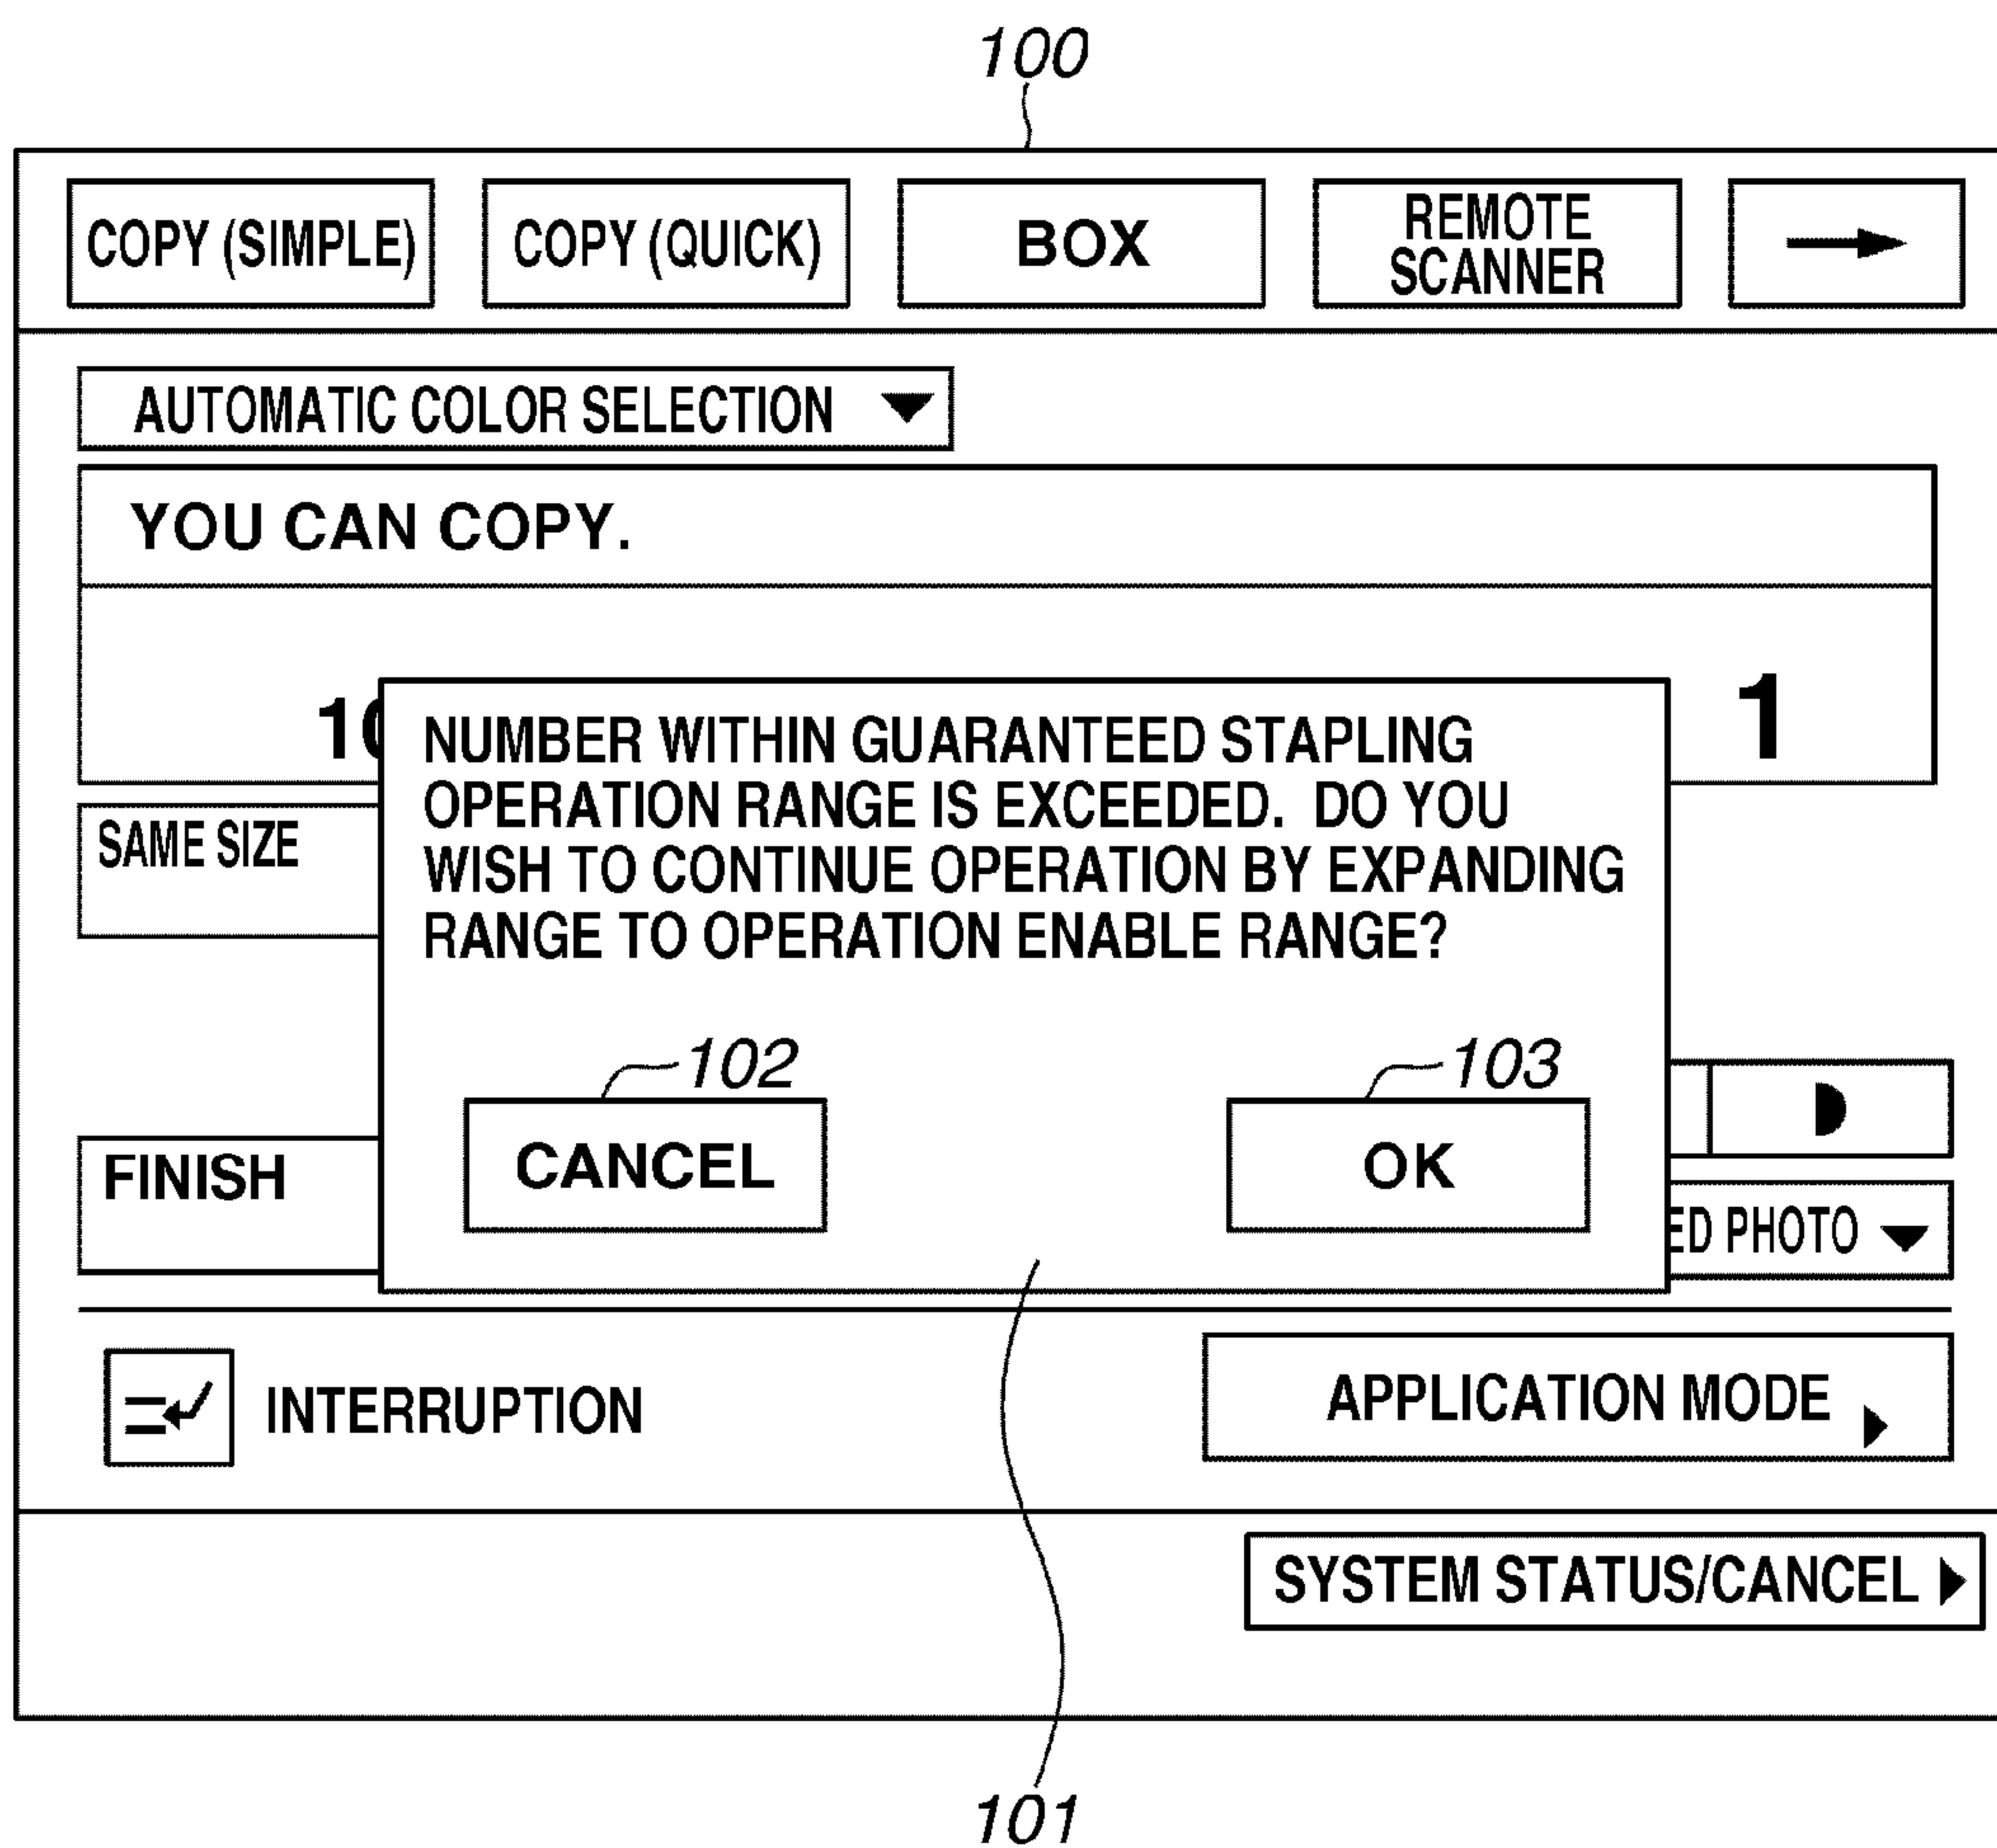 100
COPY (SIMPLE)
COPY (QUICK)
BOX
REMOTE
SCANNER
AUTOMATIC COLOR SELECTION
YOU CAN COPY.
1
NUMBER WITHIN GUARANTEED STAPLING
OPERATION RANGE IS EXCEEDED. DO YOU
WISH TO CONTINUE OPERATION BY EXPANDING
RANGE TO OPERATION ENABLE RANGE?
SAME SIZE
102
103
CANCEL
OK
FINISH
ED PHOTO
INTERRUPTION
APPLICATION MODE
SYSTEM STATUS/CANCEL
101